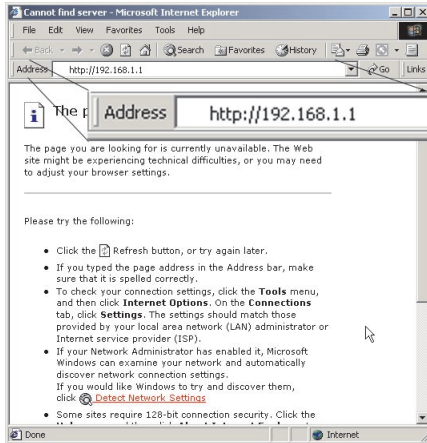 Cannot find server - Microsoft Internet Explorer
File Edit View Favorites Tools Help
Back Search Favorites History
Address http://192.168.1.1 Go Links
The p
Address http://192.168.1.1
The page you are looking for is currently unavailable. The Web
site might be experiencing technical difficulties, or you may need
to adjust your browser settings.
Please try the following:
Click the Refresh button, or try again later.
If you typed the page address in the Address bar, make
sure that it is spelled correctly.
To check your connection settings, click the Tools menu,
and then click Internet Options. On the Connections
tab, click Settings. The settings should match those
provided by your local area network (LAN) administrator or
Internet service provider (ISP).
If your Network Administrator has enabled it, Microsoft
Windows can examine your network and automatically
discover network connection settings.
If you would like Windows to try and discover them,
click Detect Network Settings
Some sites require 128-bit connection security. Click the
Done Internet